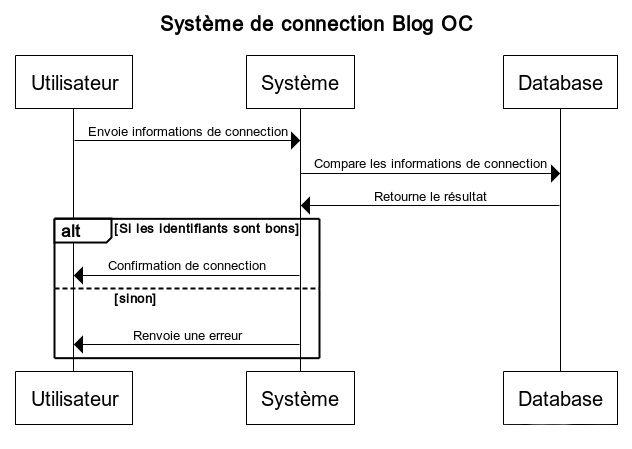 Système de connection Blog OC
Utilisateur
Système
Database
Envoie informations de connection
Compare les informations de connection
Retourne le résultat
alt
[Si les identifiants sont bons]
Confirmation de connection
[sinon]
Renvoie une erreur
Utilisateur
Système
Database